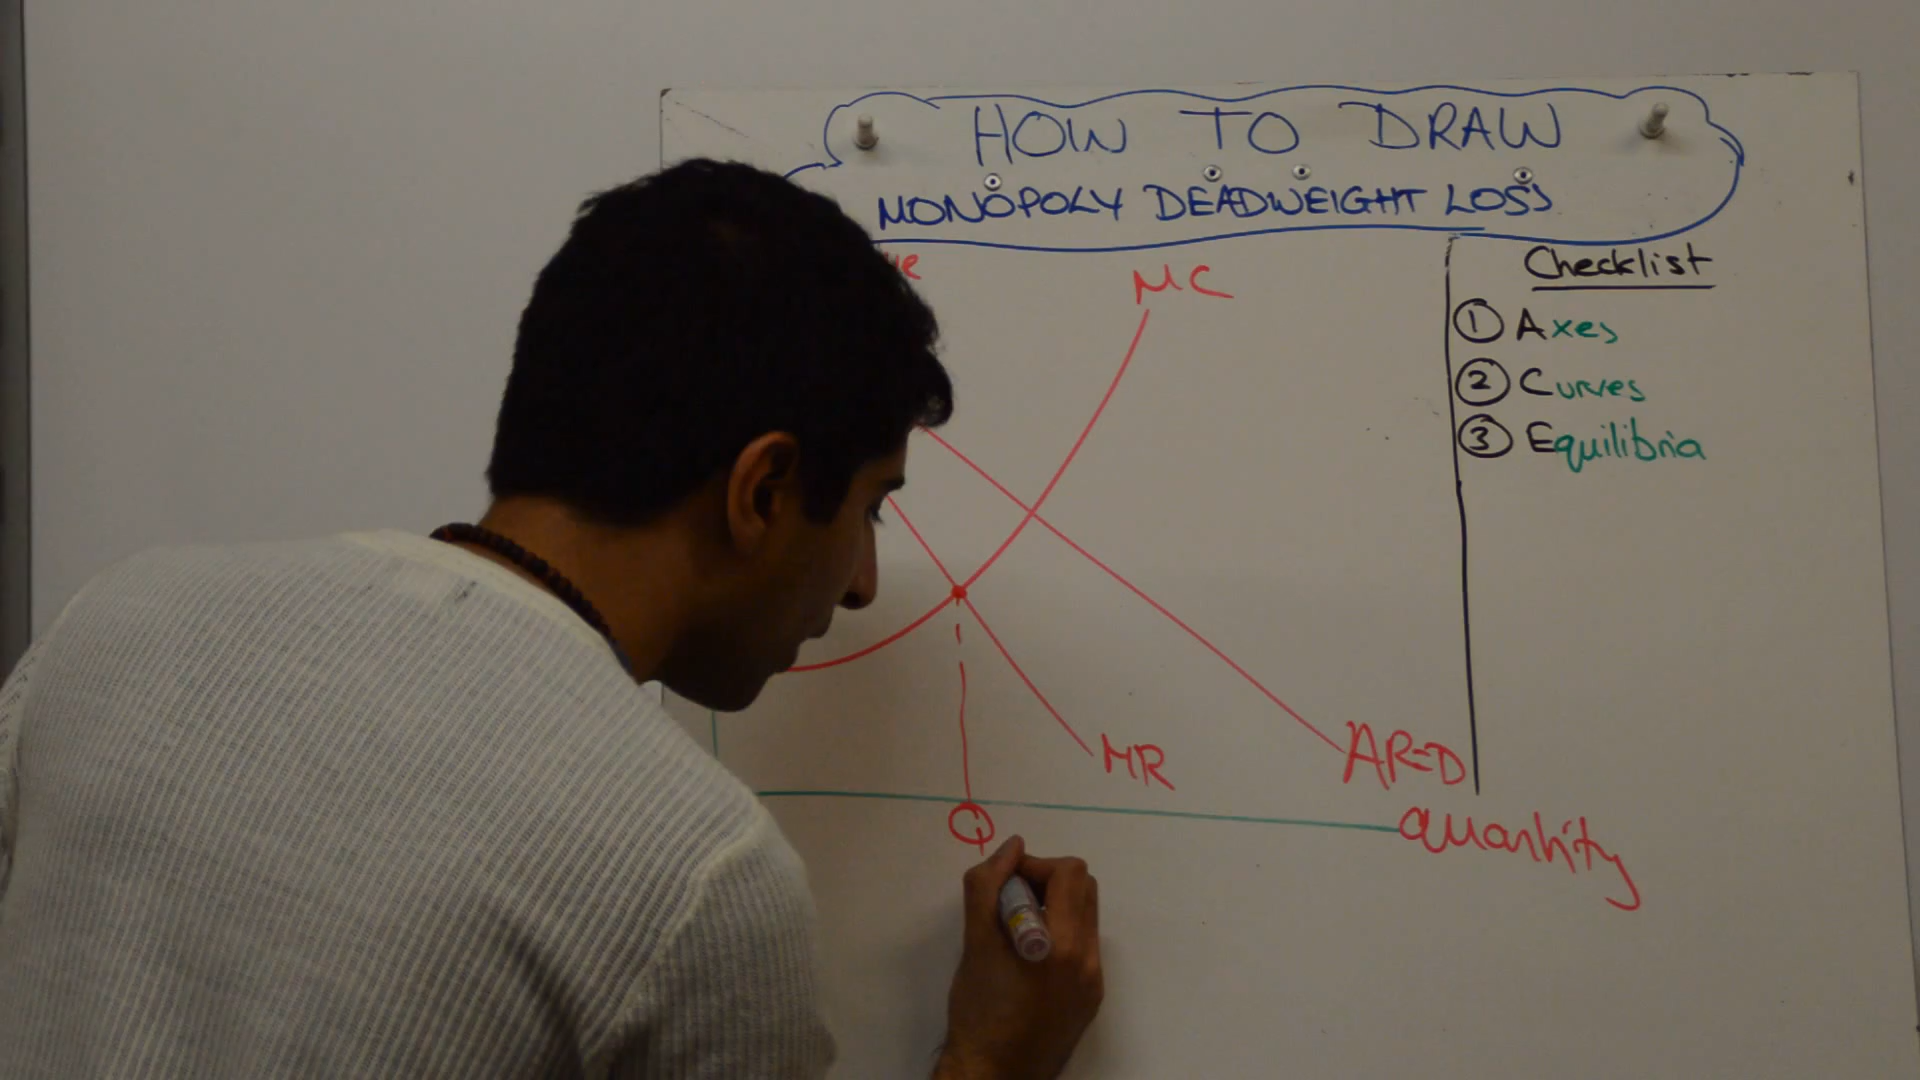 HOW TO DRAW
MONOPOLY DEADWEIGHT LOSS
MC
Checklist
① Axes
② Curves
③ Equilibria
MR
AR=D
Q
Quantity